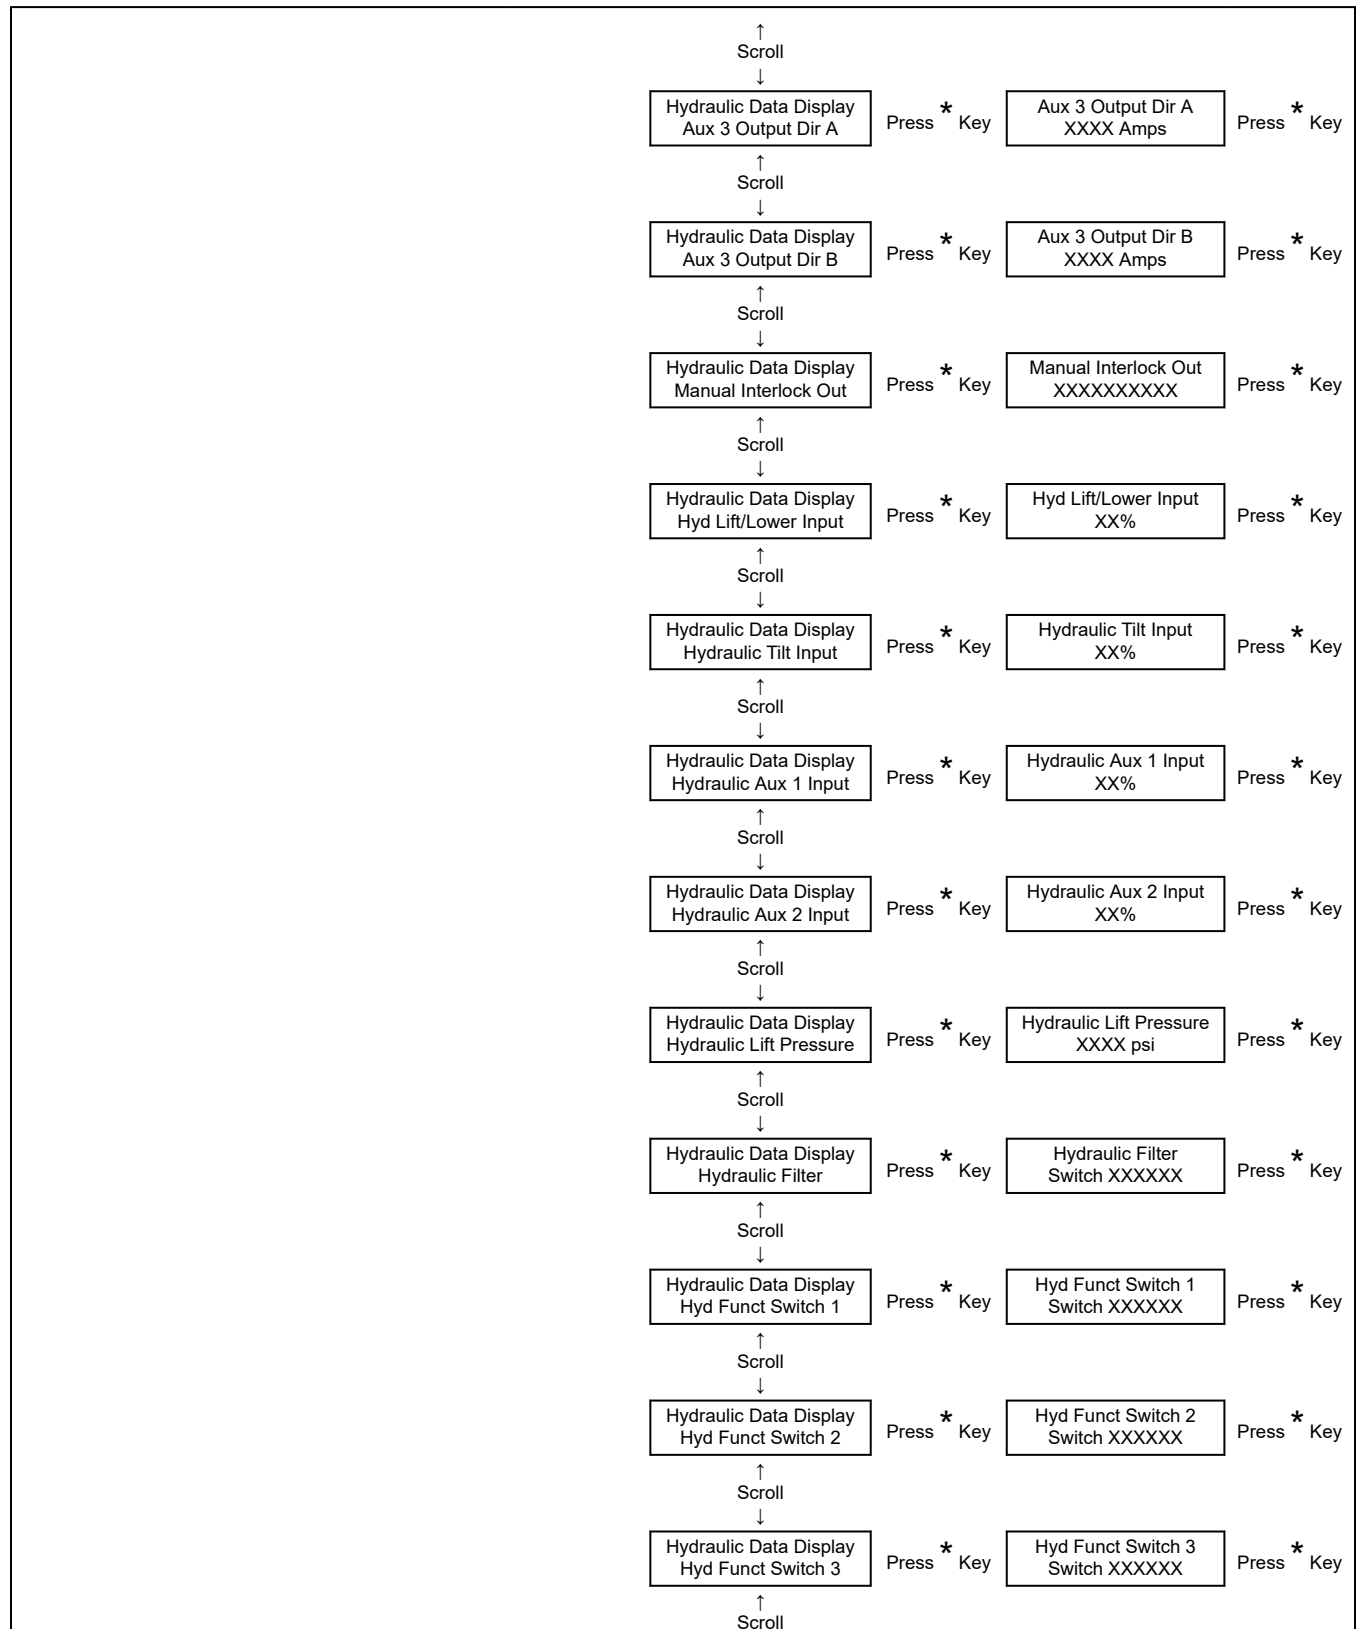 ↑
Scroll
↓
Hydraulic Data Display
Aux 3 Output Dir A
Press * Key
Aux 3 Output Dir A
XXXX Amps
Press * Key
↑
Scroll
↓
Hydraulic Data Display
Aux 3 Output Dir B
Press * Key
Aux 3 Output Dir B
XXXX Amps
Press * Key
↑
Scroll
↓
Hydraulic Data Display
Manual Interlock Out
Press * Key
Manual Interlock Out
XXXXXXXXXX
Press * Key
↑
Scroll
↓
Hydraulic Data Display
Hyd Lift/Lower Input
Press * Key
Hyd Lift/Lower Input
XX%
Press * Key
↑
Scroll
↓
Hydraulic Data Display
Hydraulic Tilt Input
Press * Key
Hydraulic Tilt Input
XX%
Press * Key
↑
Scroll
↓
Hydraulic Data Display
Hydraulic Aux 1 Input
Press * Key
Hydraulic Aux 1 Input
XX%
Press * Key
↑
Scroll
↓
Hydraulic Data Display
Hydraulic Aux 2 Input
Press * Key
Hydraulic Aux 2 Input
XX%
Press * Key
↑
Scroll
↓
Hydraulic Data Display
Hydraulic Lift Pressure
Press * Key
Hydraulic Lift Pressure
XXXX psi
Press * Key
↑
Scroll
↓
Hydraulic Data Display
Hydraulic Filter
Press * Key
Hydraulic Filter
Switch XXXXXX
Press * Key
↑
Scroll
↓
Hydraulic Data Display
Hyd Funct Switch 1
Press * Key
Hyd Funct Switch 1
Switch XXXXXX
Press * Key
↑
Scroll
↓
Hydraulic Data Display
Hyd Funct Switch 2
Press * Key
Hyd Funct Switch 2
Switch XXXXXX
Press * Key
↑
Scroll
↓
Hydraulic Data Display
Hyd Funct Switch 3
Press * Key
Hyd Funct Switch 3
Switch XXXXXX
Press * Key
↑
Scroll